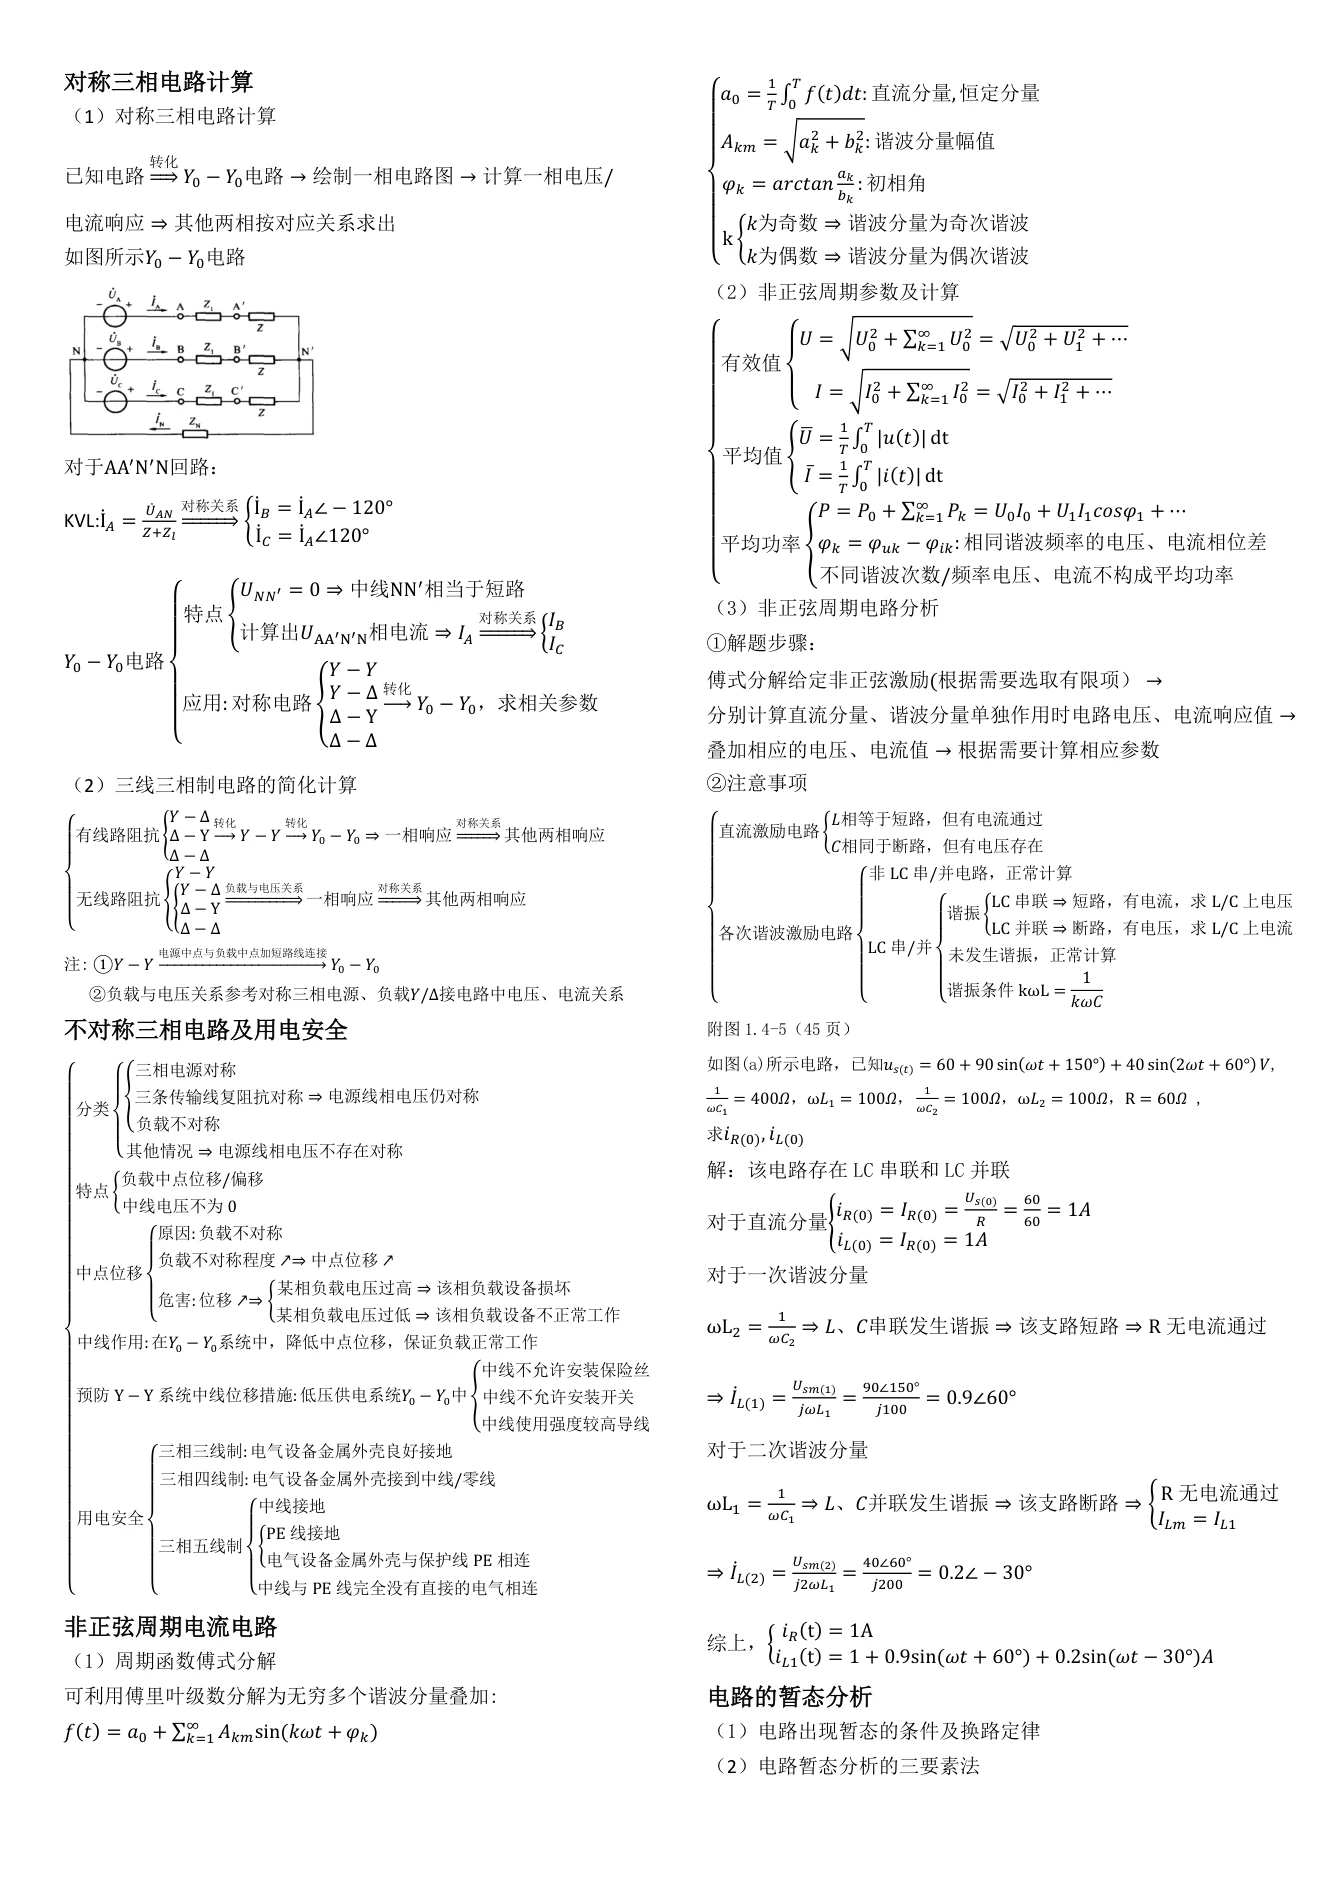 对称三相电路计算
（1）对称三相电路计算
已知电路 ⟹(转化) Y₀ − Y₀电路 → 绘制一相电路图 → 计算一相电压/
电流响应 ⇒ 其他两相按对应关系求出
如图所示Y₀ − Y₀电路
− U̇_A + İ_A A Z_l A′ Z
N − U̇_B + İ_B B Z_l B′ Z N′
− U̇_C + İ_C C Z_l C′ Z
İ_N Z_N
对于AA′N′N回路：
KVL:İ_A = U̇_AN/(Z+Z_l) ⟹(对称关系) { İ_B = İ_A∠ − 120°
İ_C = İ_A∠120°
Y₀ − Y₀电路
特点 { U_NN′ = 0 ⇒ 中线NN′相当于短路
计算出U_AA′N′N相电流 ⇒ I_A ⟹(对称关系) { I_B
I_C
应用: 对称电路 { Y − Y
Y − Δ
Δ − Y
Δ − Δ
⟶(转化) Y₀ − Y₀，求相关参数
（2）三线三相制电路的简化计算
有线路阻抗 { Y − Δ
Δ − Y
Δ − Δ
⟶(转化) Y − Y ⟶(转化) Y₀ − Y₀ ⇒ 一相响应 ⟹(对称关系) 其他两相响应
无线路阻抗 { Y − Y
Y − Δ
Δ − Y
Δ − Δ
⟹(负载与电压关系) 一相响应 ⟹(对称关系) 其他两相响应
注: ①Y − Y ⟶(电源中点与负载中点加短路线连接) Y₀ − Y₀
②负载与电压关系参考对称三相电源、负载Y/Δ接电路中电压、电流关系
不对称三相电路及用电安全
分类 { 三相电源对称
三条传输线复阻抗对称 ⇒ 电源线相电压仍对称
负载不对称
其他情况 ⇒ 电源线相电压不存在对称
特点 { 负载中点位移/偏移
中线电压不为 0
中点位移 { 原因: 负载不对称
负载不对称程度 ↗⇒ 中点位移 ↗
危害: 位移 ↗⇒ { 某相负载电压过高 ⇒ 该相负载设备损坏
某相负载电压过低 ⇒ 该相负载设备不正常工作
中线作用: 在Y₀ − Y₀系统中，降低中点位移，保证负载正常工作
预防 Y − Y 系统中线位移措施: 低压供电系统Y₀ − Y₀中 { 中线不允许安装保险丝
中线不允许安装开关
中线使用强度较高导线
用电安全 { 三相三线制: 电气设备金属外壳良好接地
三相四线制: 电气设备金属外壳接到中线/零线
三相五线制 { 中线接地
PE 线接地
电气设备金属外壳与保护线 PE 相连
中线与 PE 线完全没有直接的电气相连
非正弦周期电流电路
（1）周期函数傅式分解
可利用傅里叶级数分解为无穷多个谐波分量叠加:
f(t) = a₀ + ∑_{k=1}^{∞} A_km sin(kωt + φ_k)
a₀ = 1/T ∫₀ᵀ f(t)dt: 直流分量, 恒定分量
A_km = √(a_k² + b_k²): 谐波分量幅值
φ_k = arctan a_k/b_k : 初相角
k { k为奇数 ⇒ 谐波分量为奇次谐波
k为偶数 ⇒ 谐波分量为偶次谐波
（2）非正弦周期参数及计算
有效值 { U = √(U₀² + ∑_{k=1}^{∞} U₀²) = √(U₀² + U₁² + ⋯)
I = √(I₀² + ∑_{k=1}^{∞} I₀²) = √(I₀² + I₁² + ⋯)
平均值 { U̅ = 1/T ∫₀ᵀ |u(t)| dt
I̅ = 1/T ∫₀ᵀ |i(t)| dt
平均功率 { P = P₀ + ∑_{k=1}^{∞} P_k = U₀I₀ + U₁I₁cosφ₁ + ⋯
φ_k = φ_uk − φ_ik: 相同谐波频率的电压、电流相位差
不同谐波次数/频率电压、电流不构成平均功率
（3）非正弦周期电路分析
①解题步骤：
傅式分解给定非正弦激励(根据需要选取有限项） →
分别计算直流分量、谐波分量单独作用时电路电压、电流响应值 →
叠加相应的电压、电流值 → 根据需要计算相应参数
②注意事项
直流激励电路 { L相等于短路，但有电流通过
C相同于断路，但有电压存在
各次谐波激励电路 { 非 LC 串/并电路，正常计算
LC 串/并 { 谐振 { LC 串联 ⇒ 短路，有电流，求 L/C 上电压
LC 并联 ⇒ 断路，有电压，求 L/C 上电流
未发生谐振，正常计算
谐振条件 kωL = 1/kωC
附图 1.4-5（45 页）
如图(a)所示电路，已知u_s(t) = 60 + 90 sin(ωt + 150°) + 40 sin(2ωt + 60°) V,
1/ωC₁ = 400Ω，ωL₁ = 100Ω，1/ωC₂ = 100Ω，ωL₂ = 100Ω，R = 60Ω ，
求i_R(0), i_L(0)
解：该电路存在 LC 串联和 LC 并联
对于直流分量 { i_R(0) = I_R(0) = U_s(0)/R = 60/60 = 1A
i_L(0) = I_R(0) = 1A
对于一次谐波分量
ωL₂ = 1/ωC₂ ⇒ L、C串联发生谐振 ⇒ 该支路短路 ⇒ R 无电流通过
⇒ İ_L(1) = U_sm(1)/jωL₁ = 90∠150°/j100 = 0.9∠60°
对于二次谐波分量
ωL₁ = 1/ωC₁ ⇒ L、C并联发生谐振 ⇒ 该支路断路 ⇒ { R 无电流通过
I_Lm = I_L1
⇒ İ_L(2) = U_sm(2)/j2ωL₁ = 40∠60°/j200 = 0.2∠ − 30°
综上，{ i_R(t) = 1A
i_L1(t) = 1 + 0.9sin(ωt + 60°) + 0.2sin(ωt − 30°)A
电路的暂态分析
（1）电路出现暂态的条件及换路定律
（2）电路暂态分析的三要素法